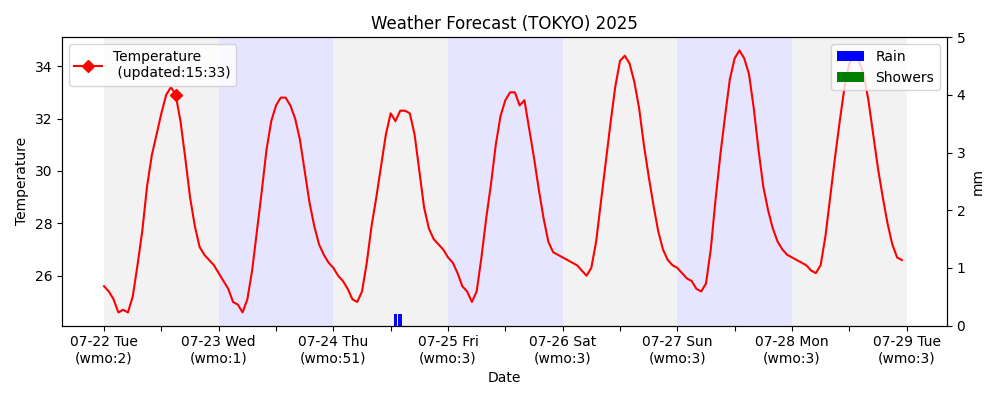 Weather Forecast (TOKYO) 2025
Temperature
(updated:15:33)
Rain
Showers
Temperature
34
32
30
28
26
5
4
3
2
1
0
mm
07-22 Tue
(wmo:2)
07-23 Wed
(wmo:1)
07-24 Thu
(wmo:51)
07-25 Fri
(wmo:3)
07-26 Sat
(wmo:3)
07-27 Sun
(wmo:3)
07-28 Mon
(wmo:3)
07-29 Tue
(wmo:3)
Date